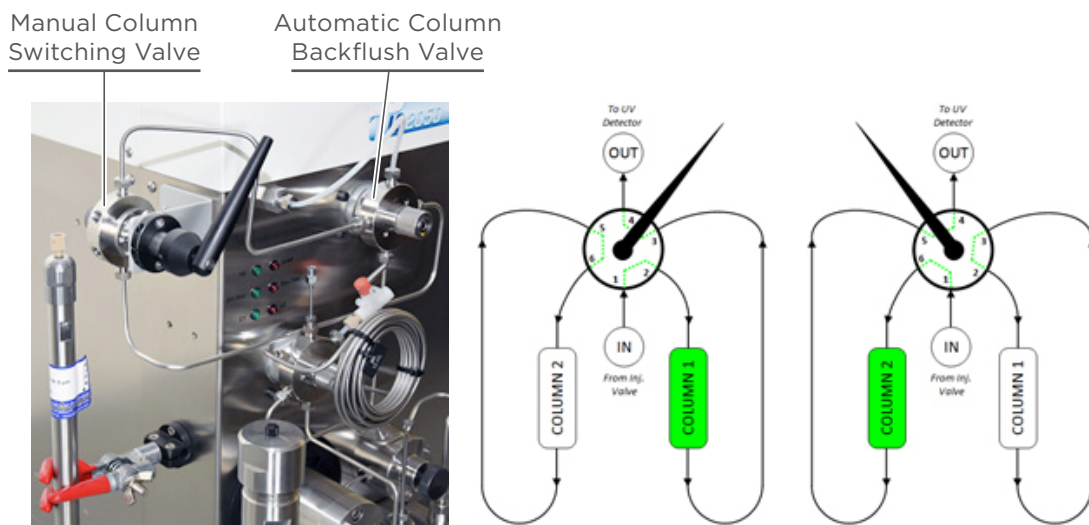 Manual Column
Switching Valve
Automatic Column
Backflush Valve
2050
To UV
Detector
OUT
4
5
3
6
1
2
IN
From Inj.
Valve
COLUMN 2
COLUMN 1
To UV
Detector
OUT
4
5
3
6
1
2
IN
From Inj.
Valve
COLUMN 2
COLUMN 1